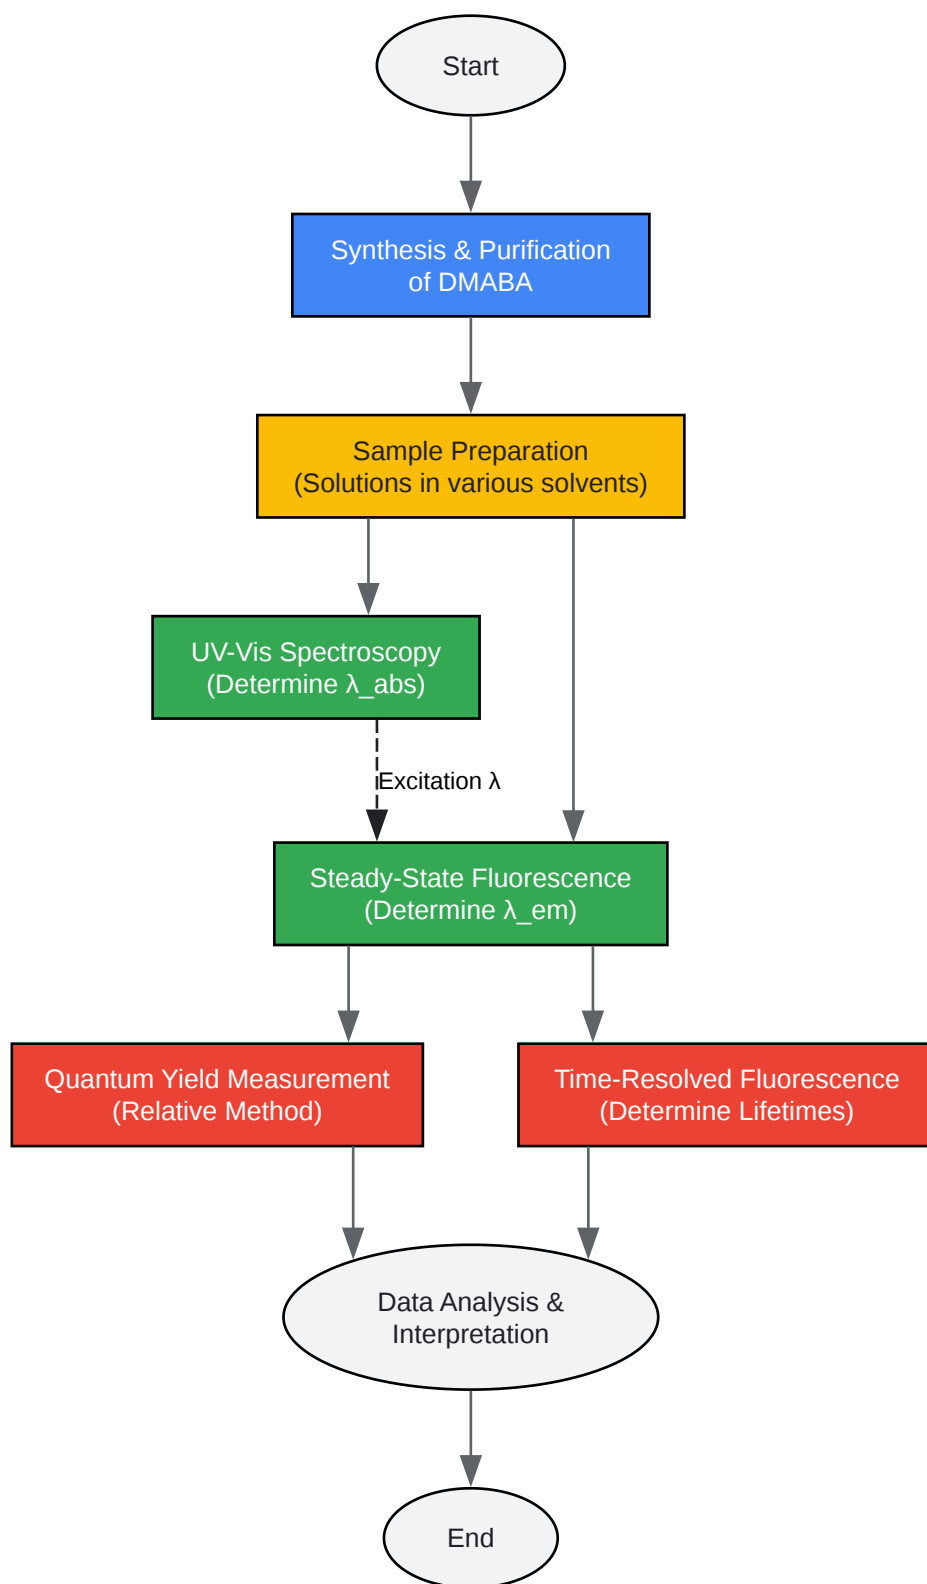 Start
Synthesis & Purification
of DMABA
Sample Preparation
(Solutions in various solvents)
UV-Vis Spectroscopy
(Determine λ_abs)
Excitation λ
Steady-State Fluorescence
(Determine λ_em)
Quantum Yield Measurement
(Relative Method)
Time-Resolved Fluorescence
(Determine Lifetimes)
Data Analysis &
Interpretation
End